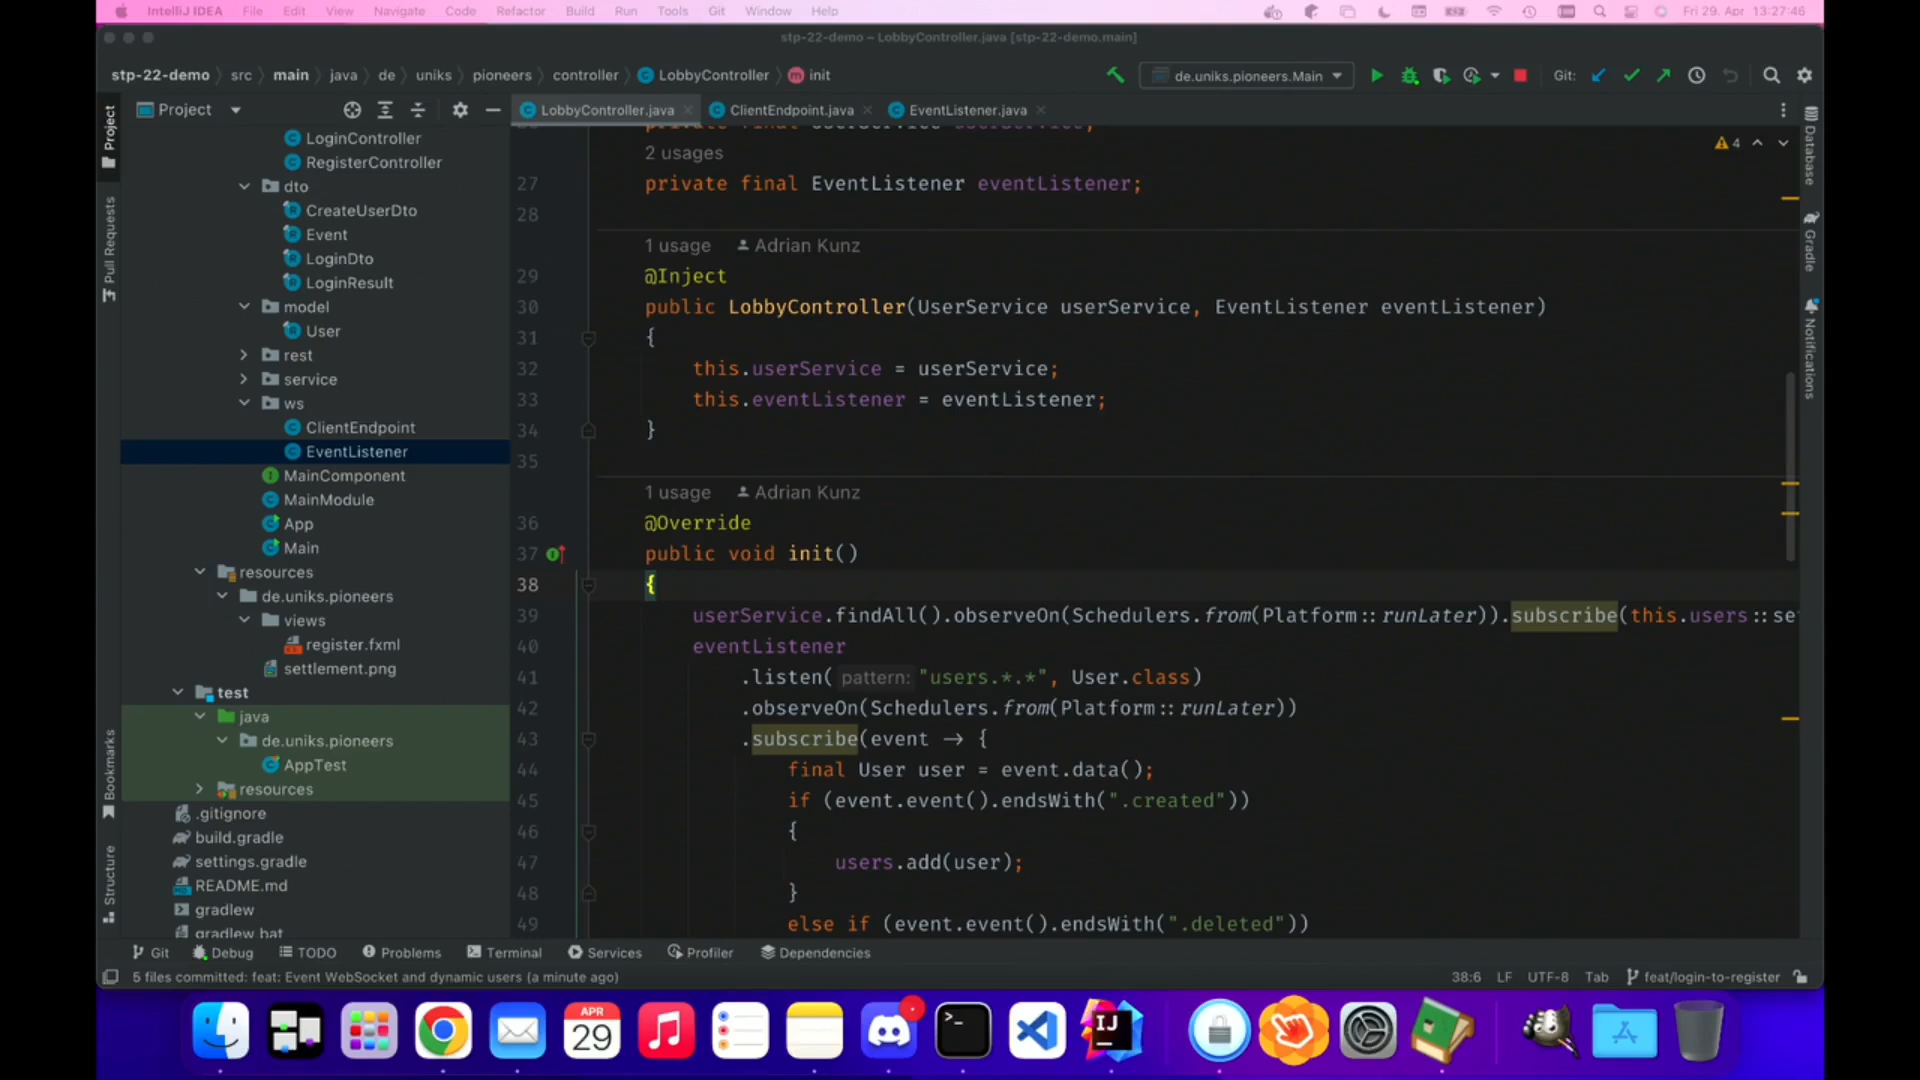 IntelliJ IDEA File Edit View Navigate Code Refactor Build Run Tools Git Window Help Fri 29. Apr 13:27:46
stp-22-demo – LobbyController.java [stp-22-demo.main]
stp-22-demo src main java de uniks pioneers controller LobbyController init
de.uniks.pioneers.Main Git:
Project
LobbyController.java ClientEndpoint.java EventListener.java
Project
Pull Requests
Bookmarks
Structure
LoginController
RegisterController
dto
CreateUserDto
Event
LoginDto
LoginResult
model
User
rest
service
ws
ClientEndpoint
EventListener
MainComponent
MainModule
App
Main
resources
de.uniks.pioneers
views
register.fxml
settlement.png
test
java
de.uniks.pioneers
AppTest
resources
.gitignore
build.gradle
settings.gradle
README.md
gradlew
gradlew.bat
4
2 usages
27 private final EventListener eventListener;
28
1 usage Adrian Kunz
29 @Inject
30 public LobbyController(UserService userService, EventListener eventListener)
31 {
32 this.userService = userService;
33 this.eventListener = eventListener;
34 }
35
1 usage Adrian Kunz
36 @Override
37 public void init()
38 {
39 userService.findAll().observeOn(Schedulers.from(Platform::runLater)).subscribe(this.users::se
40 eventListener
41 .listen( pattern: "users.*.*", User.class)
42 .observeOn(Schedulers.from(Platform::runLater))
43 .subscribe(event → {
44 final User user = event.data();
45 if (event.event().endsWith(".created"))
46 {
47 users.add(user);
48 }
49 else if (event.event().endsWith(".deleted"))
Database
Gradle
Notifications
Git Debug TODO Problems Terminal Services Profiler Dependencies
5 files committed: feat: Event WebSocket and dynamic users (a minute ago) 38:6 LF UTF-8 Tab feat/login-to-register
APR
29
>_
IJ